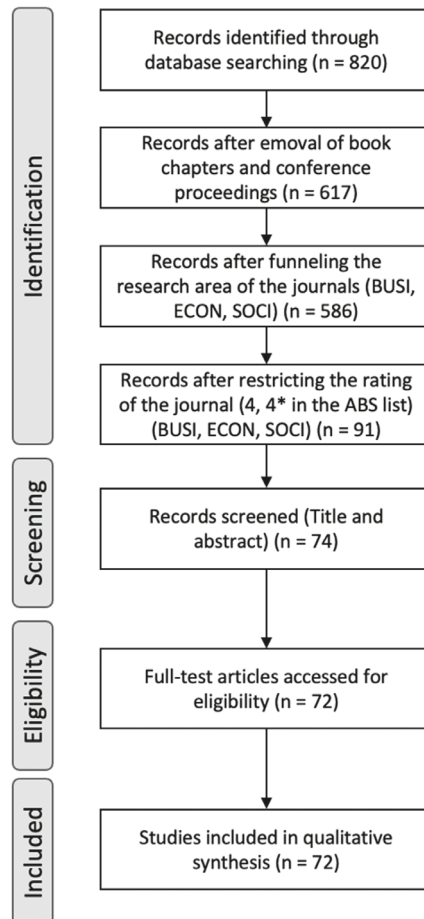 Identification
Records identified through
database searching (n = 820)
Records after emoval of book
chapters and conference
proceedings (n = 617)
Records after funneling the
research area of the journals (BUSI,
ECON, SOCI) (n = 586)
Records after restricting the rating
of the journal (4, 4* in the ABS list)
(BUSI, ECON, SOCI) (n = 91)
Screening
Records screened (Title and
abstract) (n = 74)
Eligibility
Full-test articles accessed for
eligibility (n = 72)
Included
Studies included in qualitative
synthesis (n = 72)